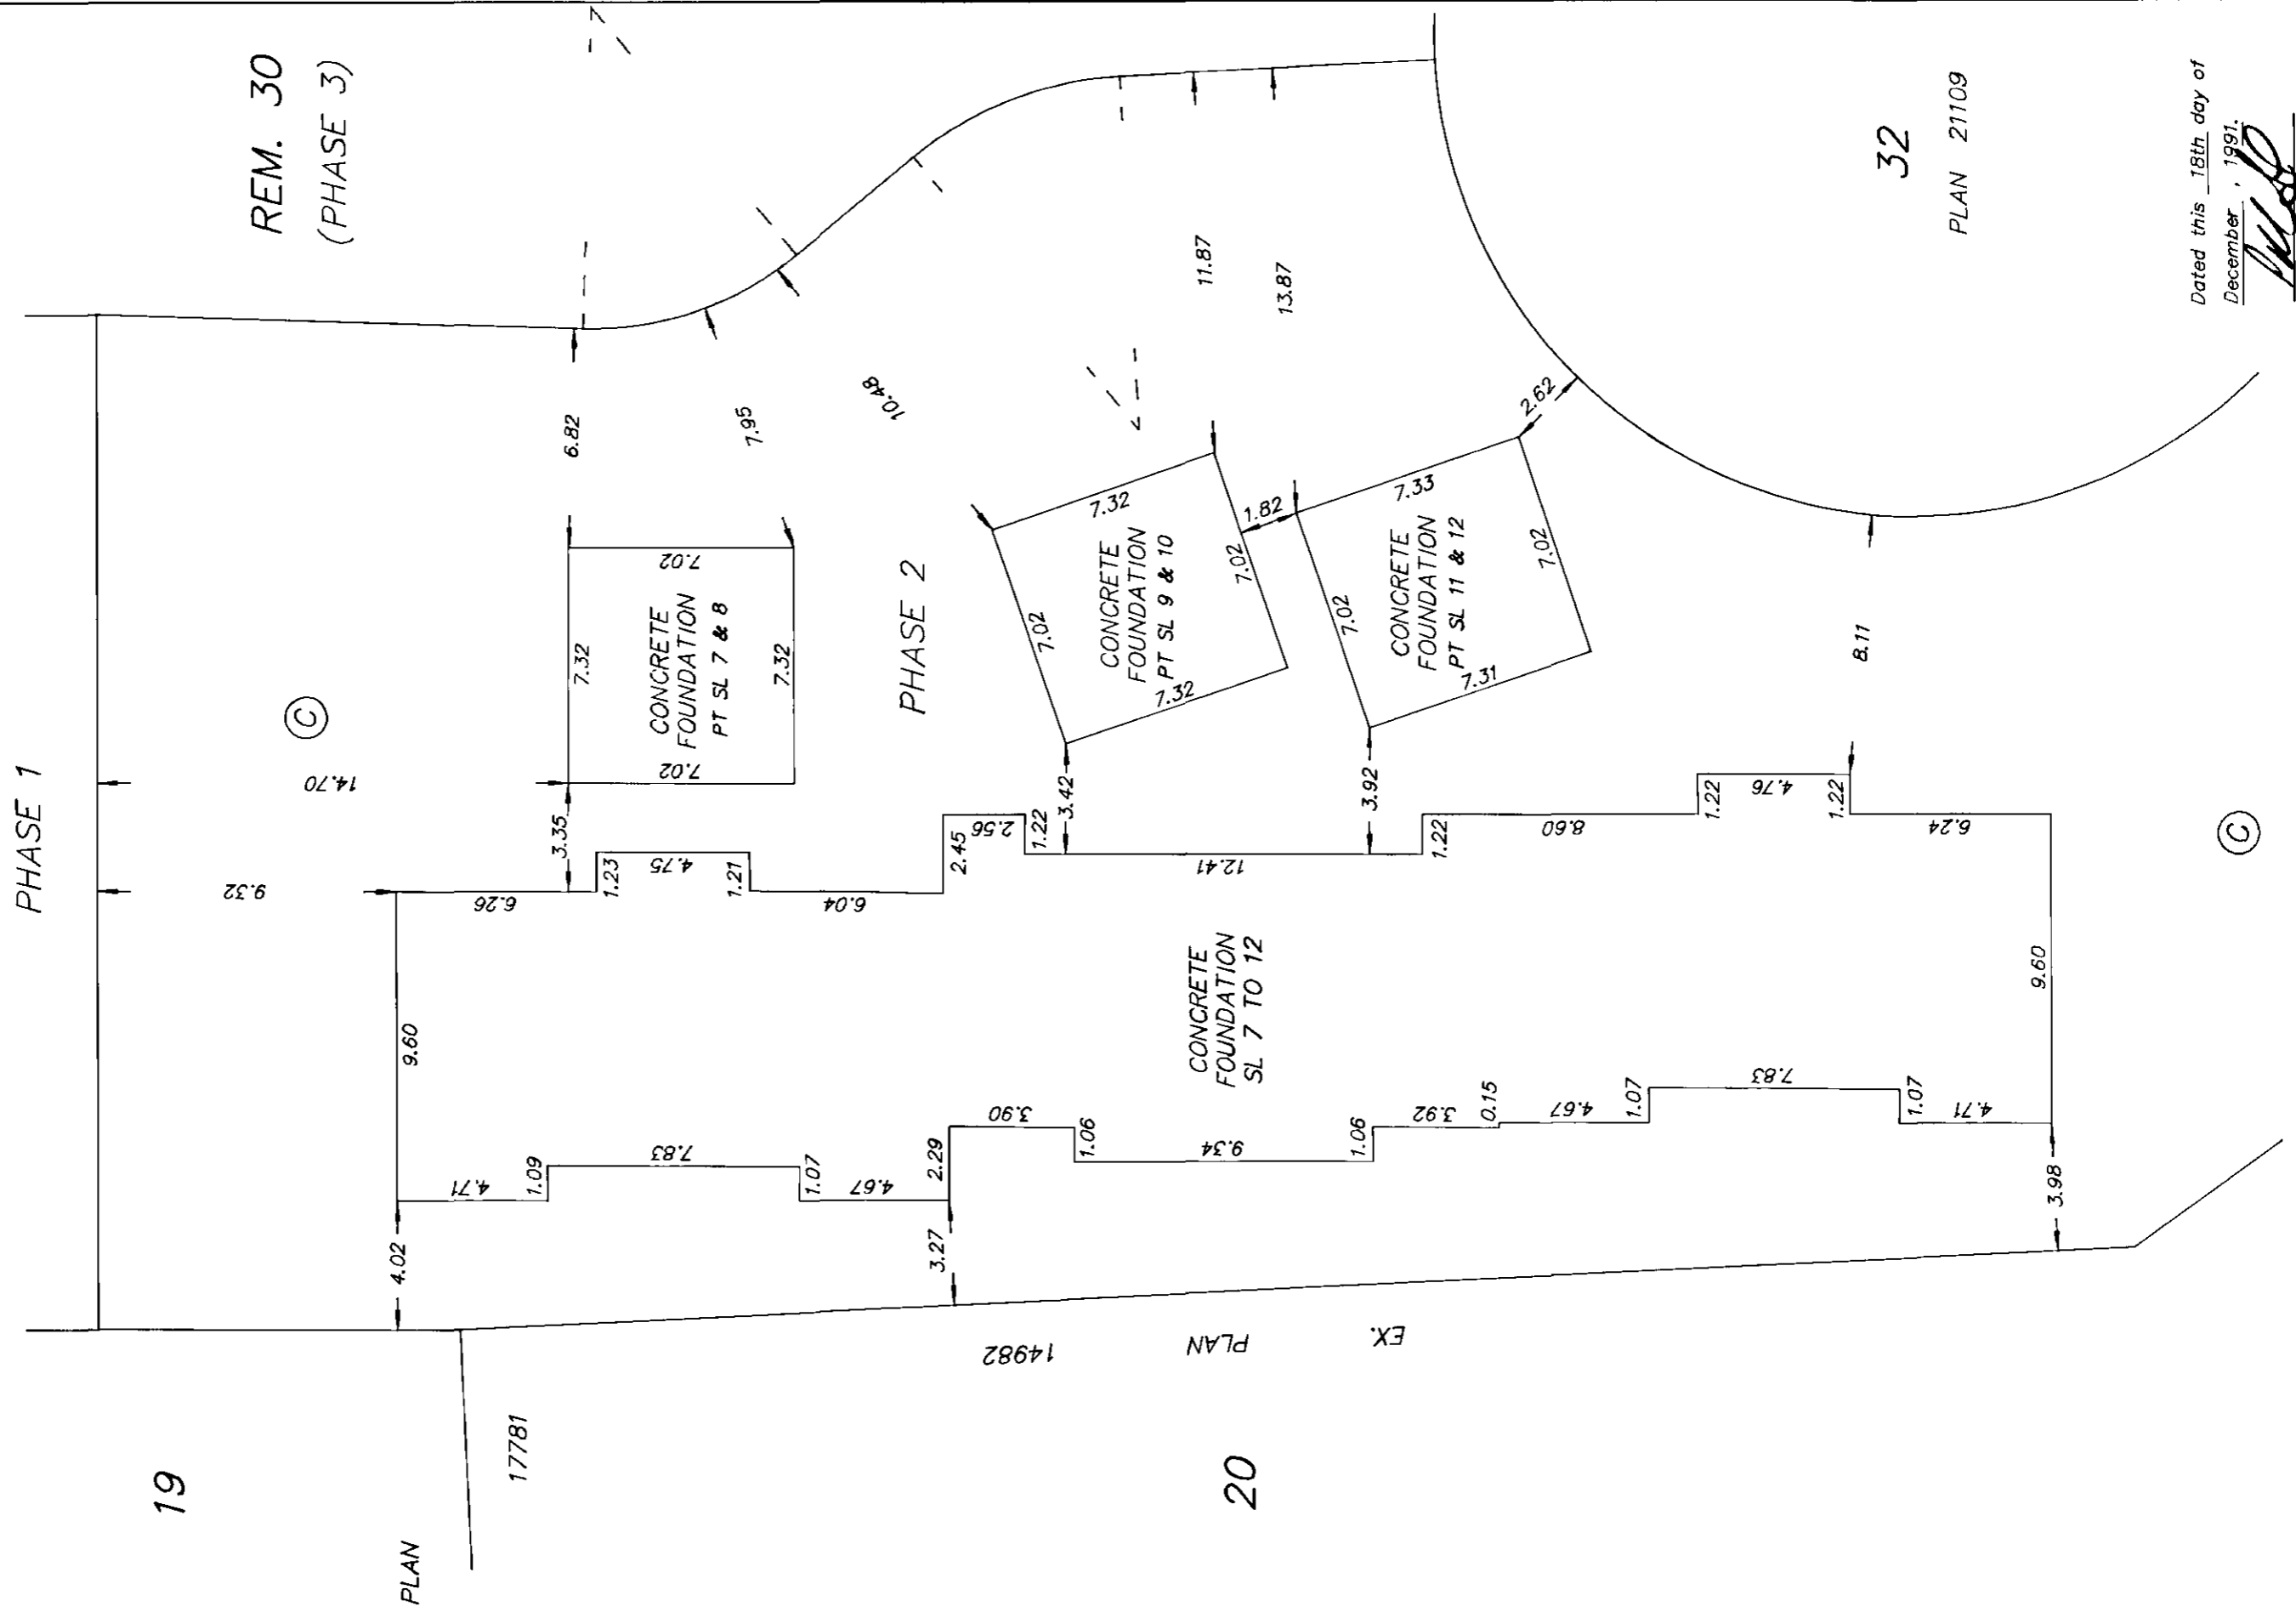 PHASE 1
REM. 30
(PHASE 3)
19
PLAN
17781
20
14982
PLAN
EX.
32
PLAN 21109
Dated this 18th day of
December, 1991.
PHASE 2
C
C
CONCRETE
FOUNDATION
PT SL 7 & 8
CONCRETE
FOUNDATION
PT SL 9 & 10
CONCRETE
FOUNDATION
PT SL 11 & 12
CONCRETE
FOUNDATION
SL 7 TO 12
14.70
9.32
6.82
7.95
10.48
11.87
13.87
2.62
8.11
7.02
7.32
7.32
7.02
7.32
7.02
7.02
7.32
1.82
7.33
7.02
7.02
7.31
3.35
3.42
3.92
6.26
1.23
4.75
1.21
6.04
2.45
2.56
1.22
12.41
1.22
8.60
1.22
4.76
1.22
6.24
9.60
9.60
4.71
1.09
7.83
1.07
4.67
2.29
3.90
1.06
9.34
1.06
3.92
0.15
4.67
1.07
7.83
1.07
4.71
4.02
3.27
3.98